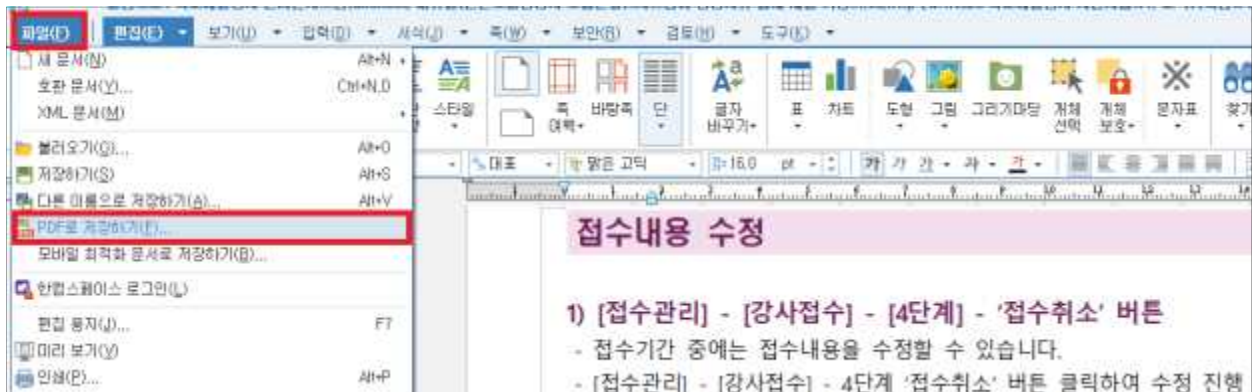 파일(F) 편집(E) 보기(U) 입력(D) 서식(J) 쪽(W) 보안(R) 검토(H) 도구(K)
새 문서(N) Alt+N
호환 문서(Y)... Ctrl+N,D
XML 문서(M)
불러오기(O)... Alt+O
저장하기(S) Alt+S
다른 이름으로 저장하기(A)... Alt+V
PDF로 저장하기(F)...
모바일 최적화 문서로 저장하기(B)...
한컴스페이스 로그인(L)
편집 용지(J)... F7
미리 보기(V)
인쇄(P)... Alt+P
스타일 쪽 여백 바탕쪽 단 글자 바꾸기 표 차트 도형 그림 그리기마당 개체 선택 개체 보호 문자표 찾기
대표 맑은 고딕 16.0 pt 가 가 가 가 가
접수내용 수정
1) [접수관리] - [강사접수] - [4단계] - ‘접수취소’ 버튼
- 접수기간 중에는 접수내용을 수정할 수 있습니다.
- [접수관리] - [강사접수] - 4단계 ‘접수취소’ 버튼 클릭하여 수정 진행